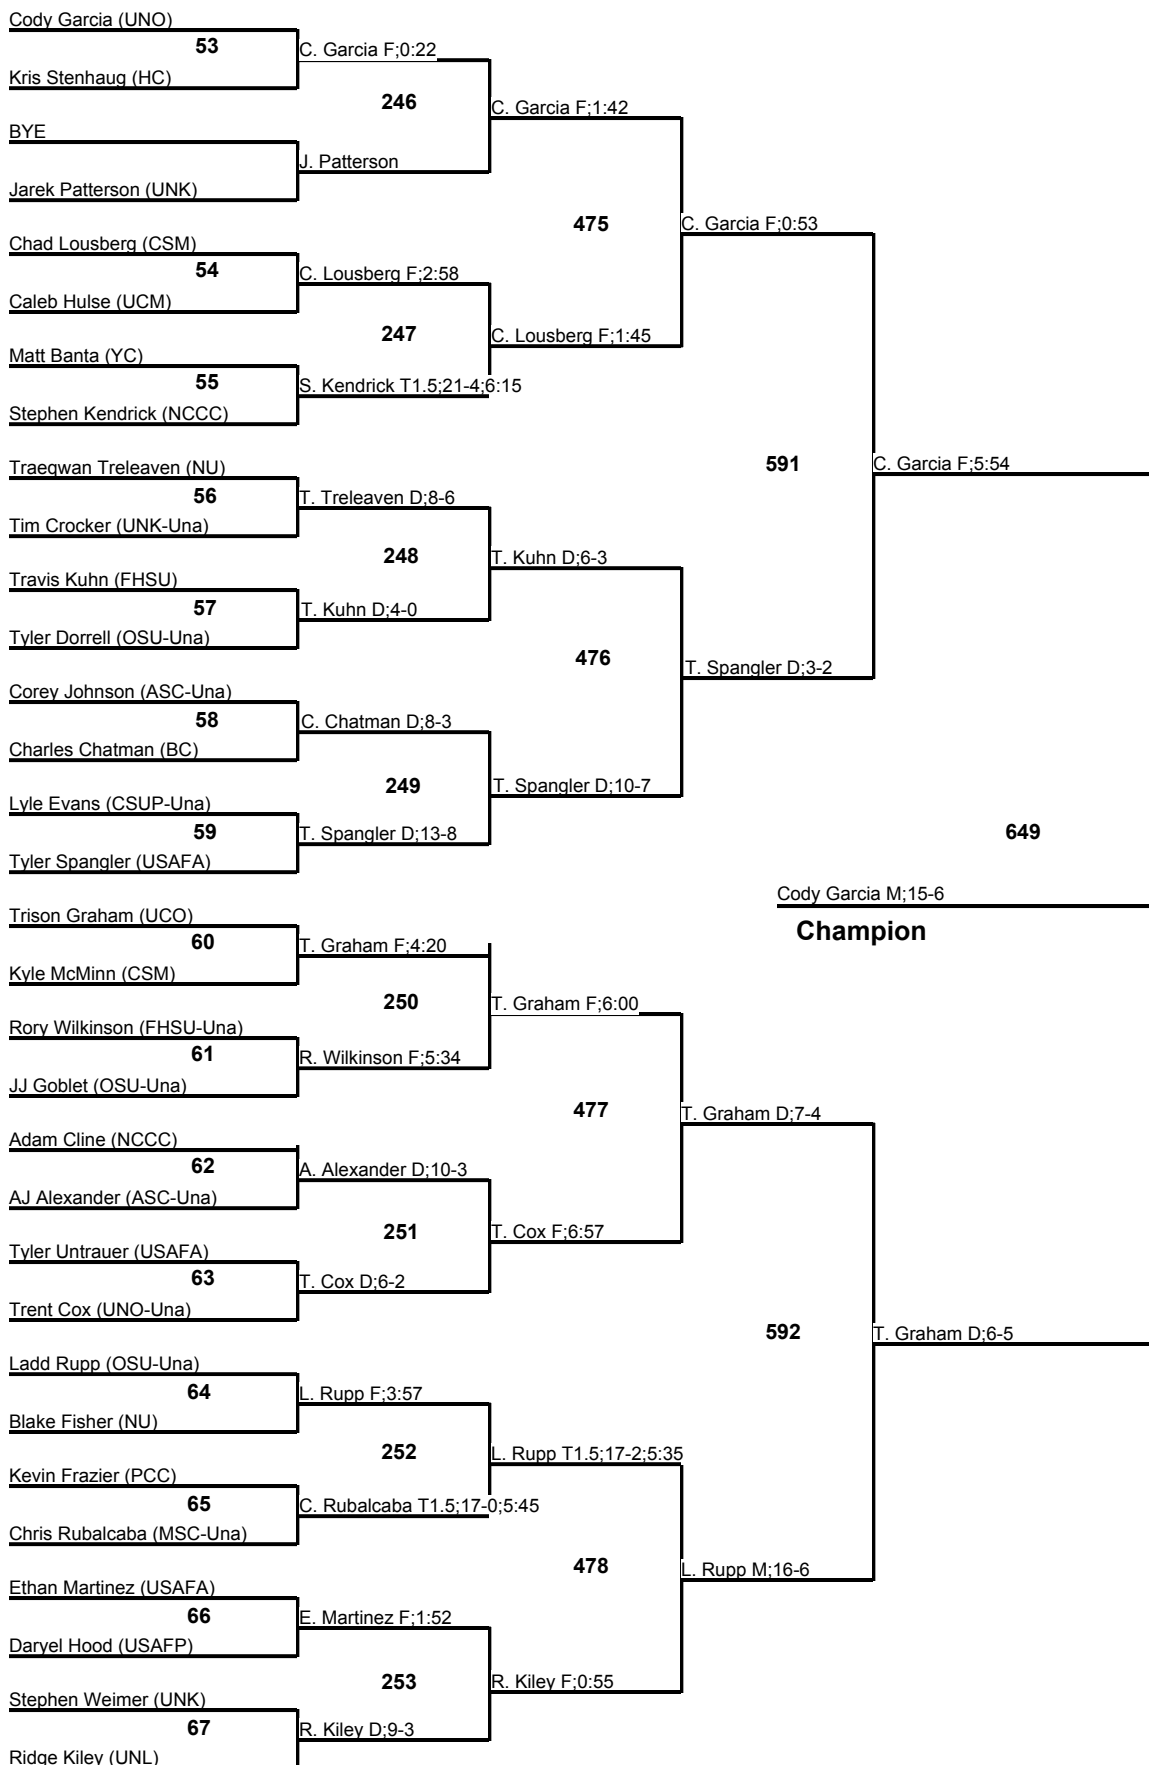 Cody Garcia (UNO)
53
C. Garcia F;0:22
Kris Stenhaug (HC)
246
C. Garcia F;1:42
BYE
J. Patterson
Jarek Patterson (UNK)
475
C. Garcia F;0:53
Chad Lousberg (CSM)
54
C. Lousberg F;2:58
Caleb Hulse (UCM)
247
C. Lousberg F;1:45
Matt Banta (YC)
55
S. Kendrick T1.5;21-4;6:15
Stephen Kendrick (NCCC)
591
C. Garcia F;5:54
Traeqwan Treleaven (NU)
56
T. Treleaven D;8-6
Tim Crocker (UNK-Una)
248
T. Kuhn D;6-3
Travis Kuhn (FHSU)
57
T. Kuhn D;4-0
Tyler Dorrell (OSU-Una)
476
T. Spangler D;3-2
Corey Johnson (ASC-Una)
58
C. Chatman D;8-3
Charles Chatman (BC)
249
T. Spangler D;10-7
Lyle Evans (CSUP-Una)
59
T. Spangler D;13-8
Tyler Spangler (USAFA)
649
Cody Garcia M;15-6
Champion
Trison Graham (UCO)
60
T. Graham F;4:20
Kyle McMinn (CSM)
250
T. Graham F;6:00
Rory Wilkinson (FHSU-Una)
61
R. Wilkinson F;5:34
JJ Goblet (OSU-Una)
477
T. Graham D;7-4
Adam Cline (NCCC)
62
A. Alexander D;10-3
AJ Alexander (ASC-Una)
251
T. Cox F;6:57
Tyler Untrauer (USAFA)
63
T. Cox D;6-2
Trent Cox (UNO-Una)
592
T. Graham D;6-5
Ladd Rupp (OSU-Una)
64
L. Rupp F;3:57
Blake Fisher (NU)
252
L. Rupp T1.5;17-2;5:35
Kevin Frazier (PCC)
65
C. Rubalcaba T1.5;17-0;5:45
Chris Rubalcaba (MSC-Una)
478
L. Rupp M;16-6
Ethan Martinez (USAFA)
66
E. Martinez F;1:52
Daryel Hood (USAFP)
253
R. Kiley F;0:55
Stephen Weimer (UNK)
67
R. Kiley D;9-3
Ridge Kiley (UNL)